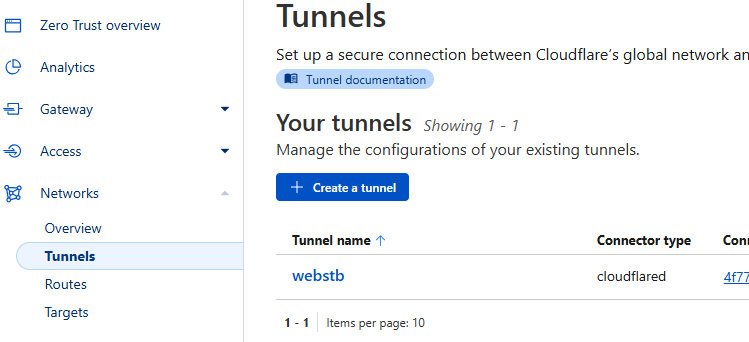 Zero Trust overview
Analytics
Gateway
Access
Networks
Overview
Tunnels
Routes
Targets
Tunnels
Set up a secure connection between Cloudflare's global network an
Tunnel documentation
Your tunnels Showing 1 - 1
Manage the configurations of your existing tunnels.
+ Create a tunnel
Tunnel name ↑ Connector type Conn
webstb cloudflared 4f77
1 - 1 Items per page: 10